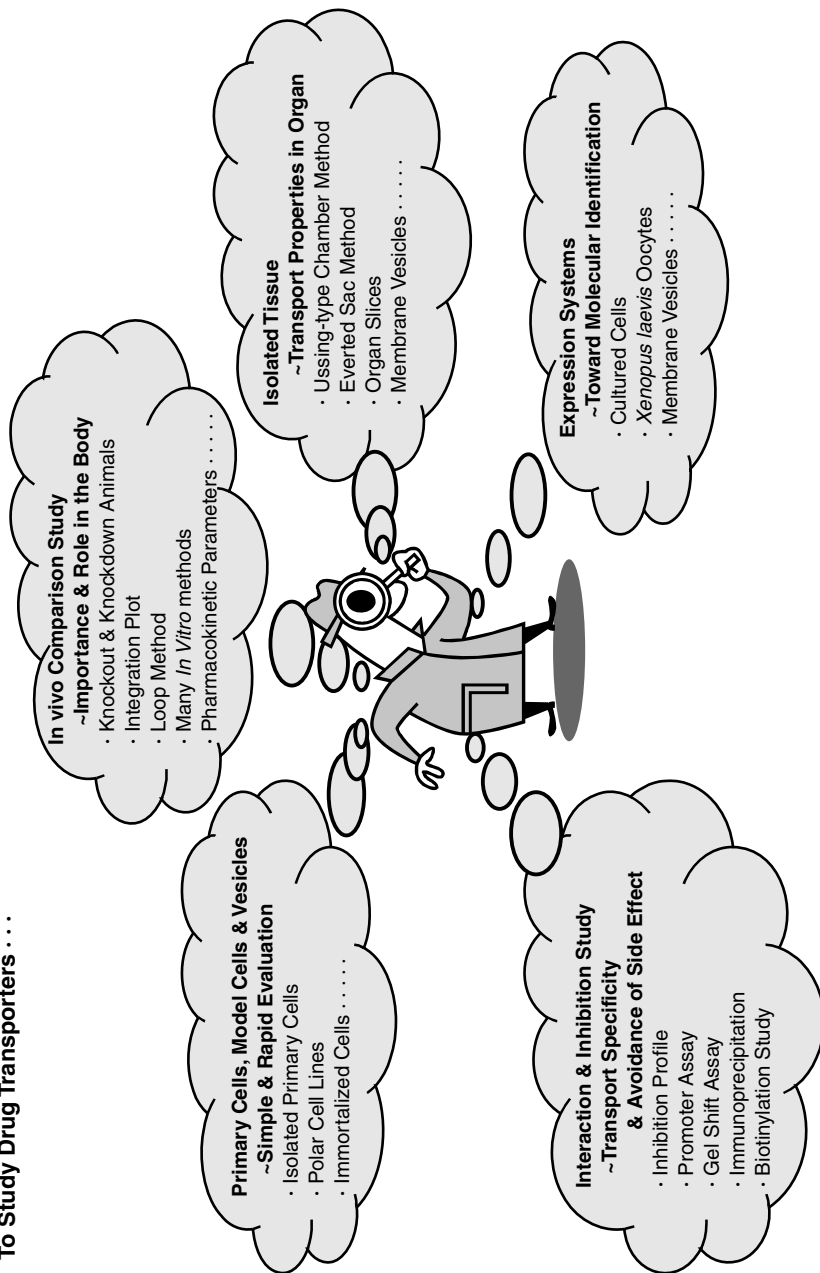 To Study Drug Transporters . . .
Primary Cells, Model Cells & Vesicles
~Simple & Rapid Evaluation
· Isolated Primary Cells
· Polar Cell Lines
· Immortalized Cells . . . . . .
In vivo Comparison Study
~Importance & Role in the Body
· Knockout & Knockdown Animals
· Integration Plot
· Loop Method
· Many In Vitro methods
· Pharmacokinetic Parameters . . . . .
Isolated Tissue
~Transport Properties in Organ
· Ussing-type Chamber Method
· Everted Sac Method
· Organ Slices
· Membrane Vesicles . . . . . .
Interaction & Inhibition Study
~Transport Specificity
& Avoidance of Side Effect
· Inhibition Profile
· Promoter Assay
· Gel Shift Assay
· Immunoprecipitation
· Biotinylation Study
Expression Systems
~Toward Molecular Identification
· Cultured Cells
· Xenopus laevis Oocytes
· Membrane Vesicles . . . . .